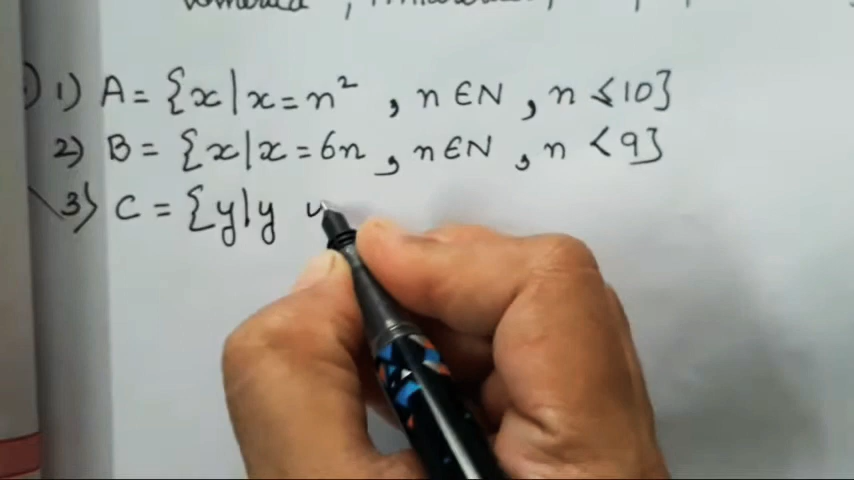 1) A = {x|x = n² , n ∈ N , n ≤ 10}
2) B = {x|x = 6n , n ∈ N , n < 9}
3) C = {y|y